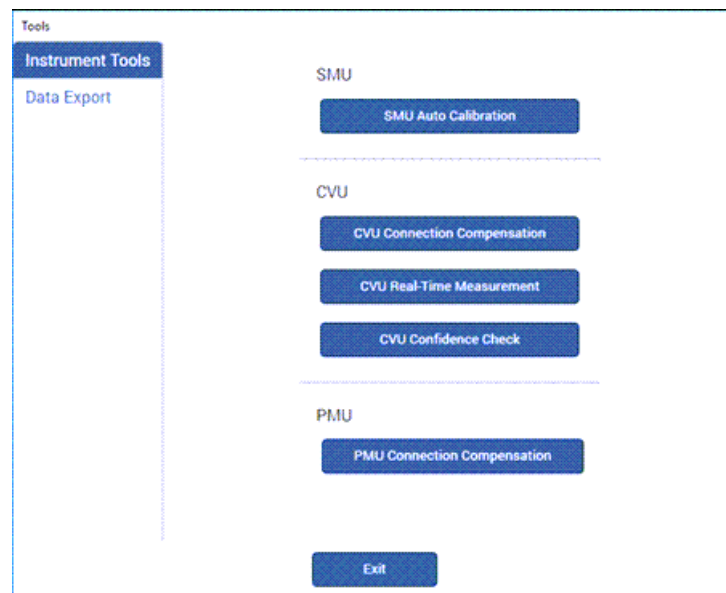 Tools
Instrument Tools
Data Export
SMU
SMU Auto Calibration
CVU
CVU Connection Compensation
CVU Real-Time Measurement
CVU Confidence Check
PMU
PMU Connection Compensation
Exit